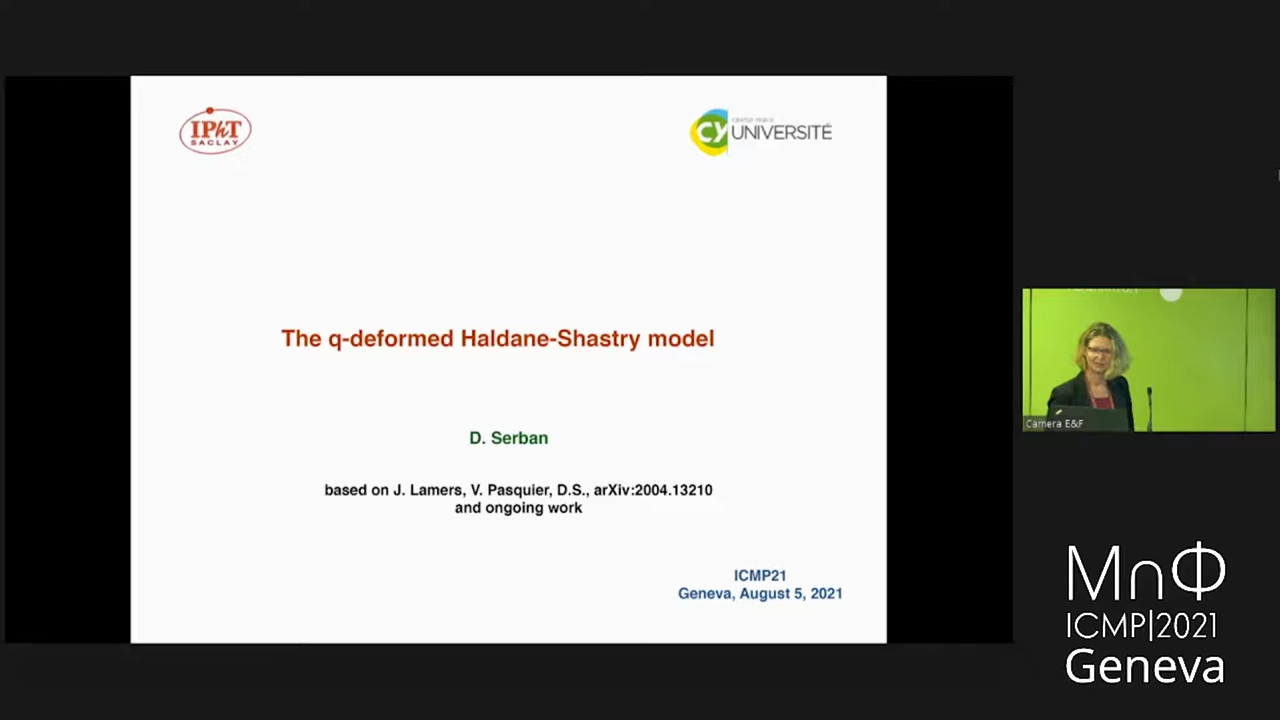 IPhT
SACLAY
CY
UNIVERSITÉ
The q-deformed Haldane-Shastry model
D. Serban
based on J. Lamers, V. Pasquier, D.S., arXiv:2004.13210
and ongoing work
ICMP21
Geneva, August 5, 2021
Camera E&F
M∩Φ
ICMP|2021
Geneva